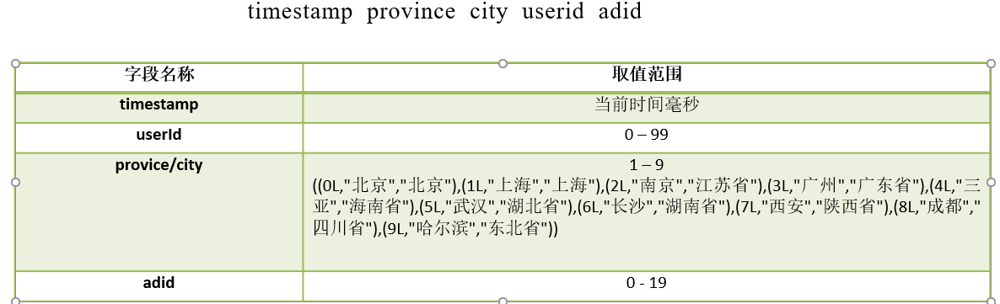 timestamp province city userid adid
字段名称 取值范围
timestamp 当前时间毫秒
userId 0 – 99
provice/city 1 – 9
((0L,"北京","北京"),(1L,"上海","上海"),(2L,"南京","江苏省"),(3L,"广州","广东省"),(4L,"三
亚","海南省"),(5L,"武汉","湖北省"),(6L,"长沙","湖南省"),(7L,"西安","陕西省"),(8L,"成都","
四川省"),(9L,"哈尔滨","东北省"))
adid 0 - 19